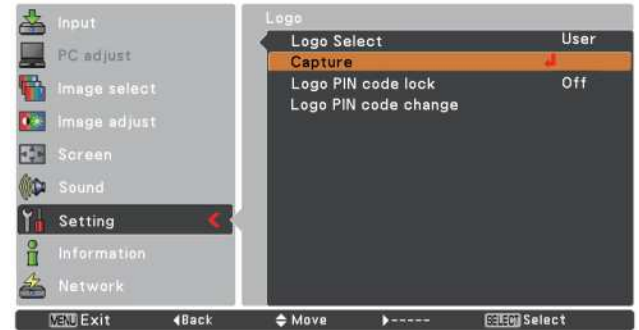 Input
PC adjust
Image select
Image adjust
Screen
Sound
Setting
Information
Network
Logo
Logo Select User
Capture
Logo PIN code lock Off
Logo PIN code change
MENU Exit ◀Back Move ▶----- SELECT Select